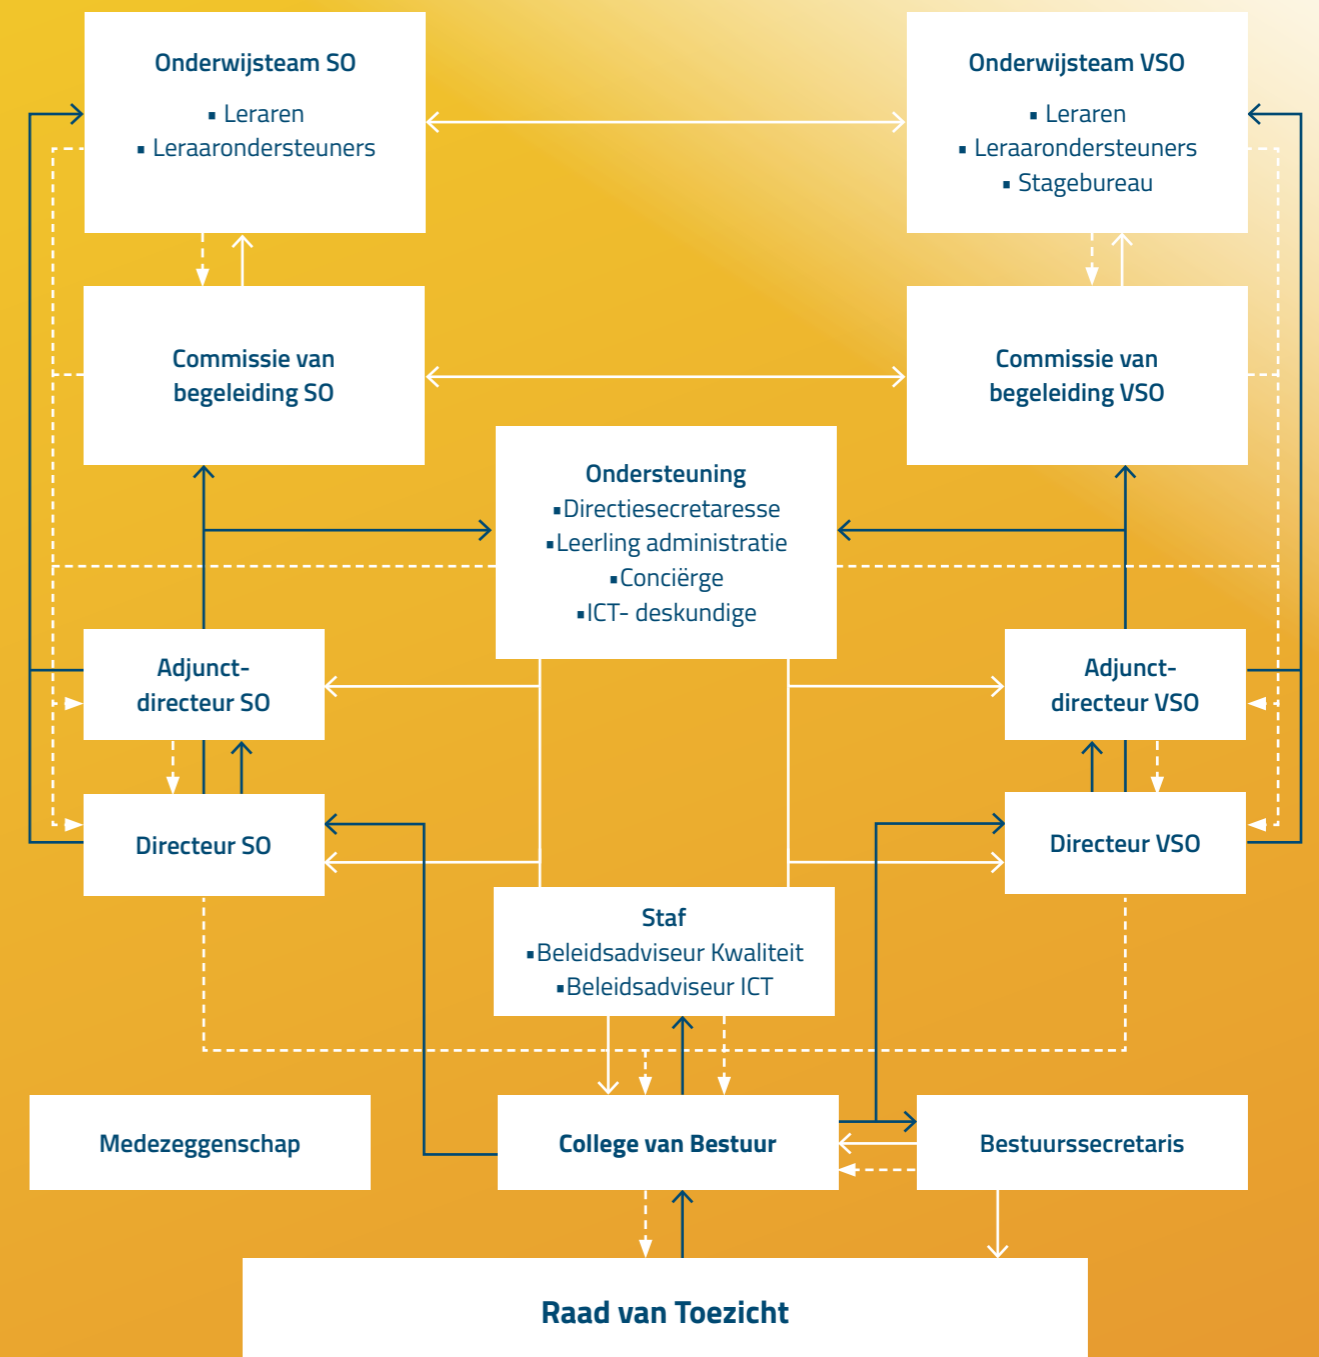 Onderwijsteam SO
▪ Leraren
▪ Leraarondersteuners
Onderwijsteam VSO
▪ Leraren
▪ Leraarondersteuners
▪ Stagebureau
Commissie van
begeleiding SO
Commissie van
begeleiding VSO
Ondersteuning
▪Directiesecretaresse
▪Leerling administratie
▪Conciërge
▪ICT- deskundige
Adjunct-
directeur SO
Adjunct-
directeur VSO
Directeur SO
Directeur VSO
Staf
▪Beleidsadviseur Kwaliteit
▪Beleidsadviseur ICT
Medezeggenschap
College van Bestuur
Bestuurssecretaris
Raad van Toezicht